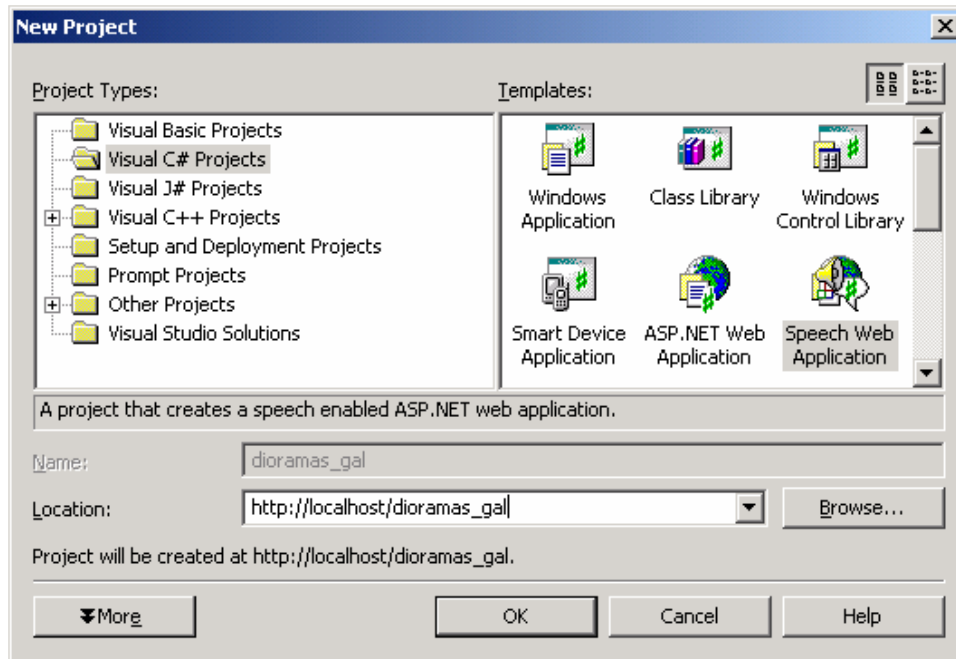 New Project
Project Types:
Templates:
Visual Basic Projects
Visual C# Projects
Visual J# Projects
Visual C++ Projects
Setup and Deployment Projects
Prompt Projects
Other Projects
Visual Studio Solutions
Windows
Application
Class Library
Windows
Control Library
Smart Device
Application
ASP.NET Web
Application
Speech Web
Application
A project that creates a speech enabled ASP.NET web application.
Name:
dioramas_gal
Location:
http://localhost/dioramas_gal
Browse...
Project will be created at http://localhost/dioramas_gal.
More
OK
Cancel
Help